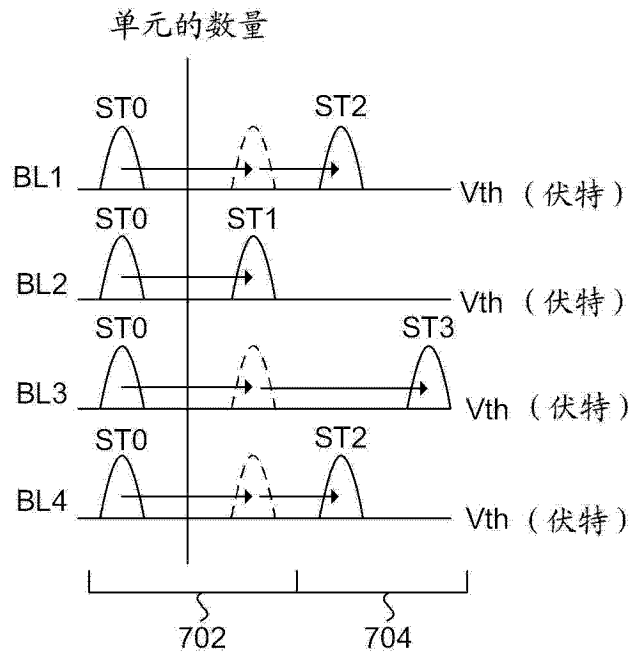 单元的数量
ST0 ST2
BL1 Vth（伏特）
ST0 ST1
BL2 Vth（伏特）
ST0 ST3
BL3 Vth（伏特）
ST0 ST2
BL4 Vth（伏特）
702 704